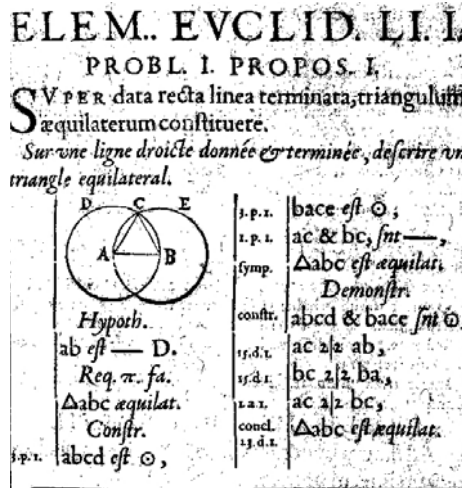 ELEM.. EVCLID. LI. I.
PROBL. I. PROPOS. I.
SVPER data recta linea terminata, triangulum
æquilaterum constituere.
Sur vne ligne droicte donnée & terminée, descrire vn
triangle equilateral.
D C E
A B
Hypoth.
ab est — D.
Req. π. fa.
△abc æquilat.
Constr.
3.p.1. abcd est ⊙,
3.p.1. bace est ⊙,
1.p.1. ac & bc, snt —,
symp. △abc est æquilat.
Demonstr.
constr. abcd & bace snt ⊙
15.d.1. ac 2|2 ab,
15.d.1. bc 2|2 ba,
1.a.1. ac 2|2 bc,
concl. △abc est æquilat.
23.d.1.